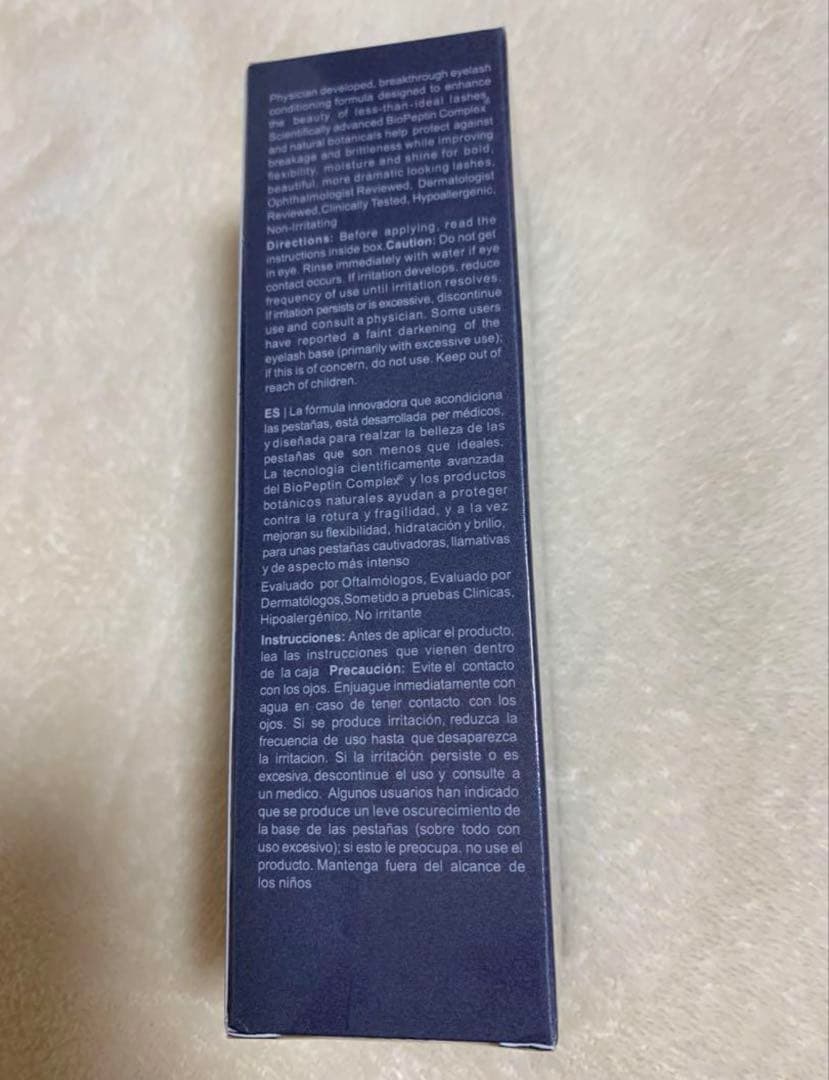 Physician developed, breakthrough eyelash
conditioning formula designed to enhance
the beauty of less-than-ideal lashes.
Scientifically advanced BioPeptin Complex®
and natural botanicals help protect against
breakage and brittleness while improving
flexibility, moisture and shine for bold,
beautiful, more dramatic looking lashes.
Ophthalmologist Reviewed, Dermatologist
Reviewed,Clinically Tested, Hypoallergenic,
Non-Irritating
Directions: Before applying, read the
instructions inside box.Caution: Do not get
in eye. Rinse immediately with water if eye
contact occurs. If irritation develops, reduce
frequency of use until irritation resolves.
If irritation persists or is excessive, discontinue
use and consult a physician. Some users
have reported a faint darkening of the
eyelash base (primarily with excessive use);
if this is of concern, do not use. Keep out of
reach of children.
ES | La fórmula innovadora que acondiciona
las pestañas, está desarrollada per médicos,
y diseñada para realzar la belleza de las
pestañas que son menos que ideales.
La tecnologia cientificamente avanzada
del BioPeptin Complex® y los productos
botánicos naturales ayudan a proteger
contra la rotura y fragilidad, y a la vez
mejoran su flexibilidad, hidratación y brillo,
para unas pestañas cautivadoras, llamativas
y de aspecto más intenso
Evaluado por Oftalmólogos, Evaluado por
Dermatólogos,Sometido a pruebas Clinicas,
Hipoalergénico, No irritante
Instrucciones: Antes de aplicar el producto,
lea las instrucciones que vienen dentro
de la caja Precaución: Evite el contacto
con los ojos. Enjuague inmediatamente con
agua en caso de tener contacto con los
ojos. Si se produce irritación, reduzca la
frecuencia de uso hasta que desaparezca
la irritacion. Si la irritación persiste o es
excesiva, descontinue el uso y consulte a
un medico. Algunos usuarios han indicado
que se produce un leve oscurecimiento de
la base de las pestañas (sobre todo con
uso excesivo); si esto le preocupa, no use el
producto. Mantenga fuera del alcance de
los niños